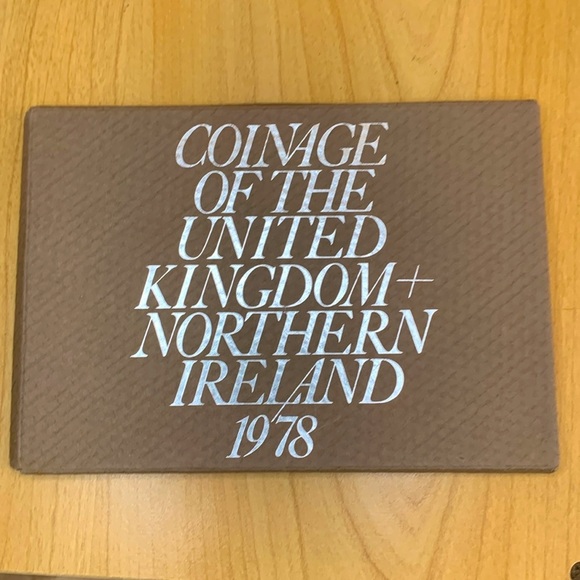 COINAGE
OF THE
UNITED
KINGDOM+
NORTHERN
IRELAND
1978